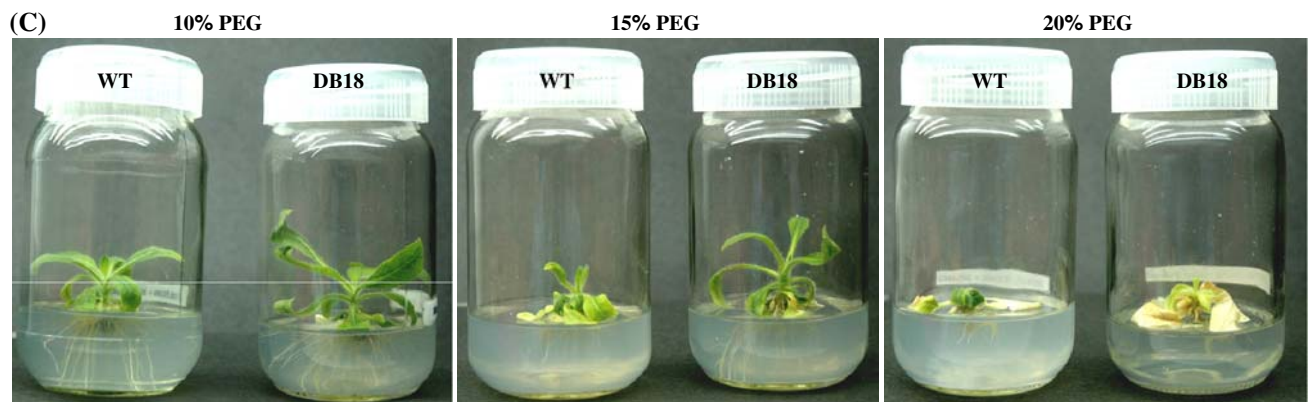 (C) 10% PEG 15% PEG 20% PEG
WT DB18 WT DB18 WT DB18